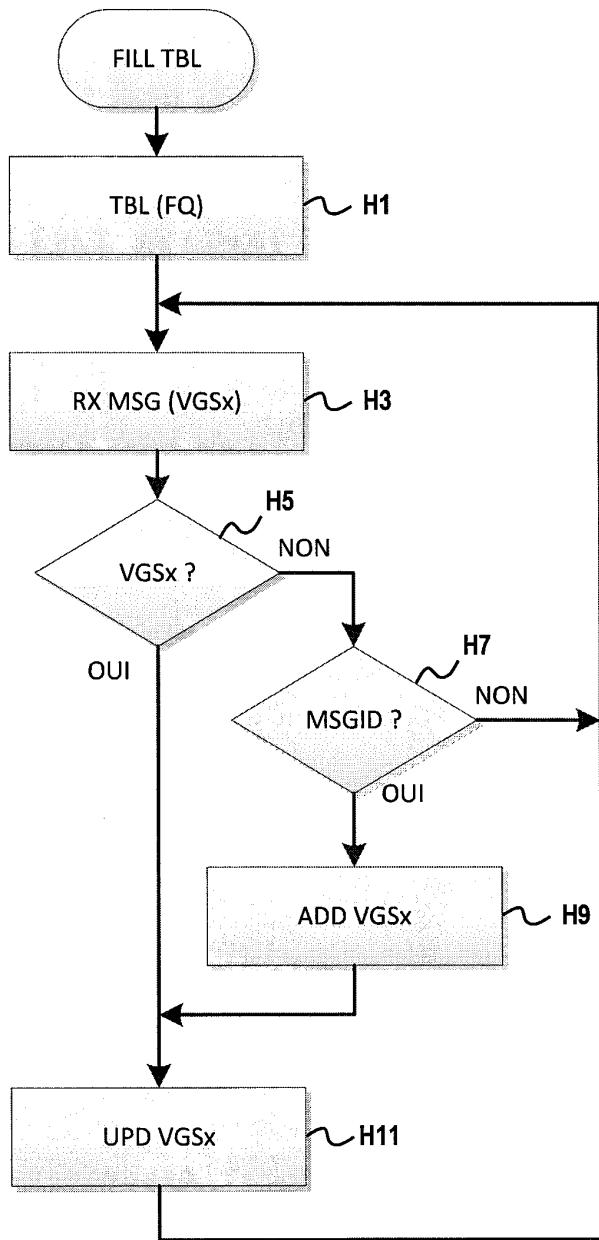 FILL TBL
TBL (FQ)
H1
RX MSG (VGSx)
H3
H5
VGSx ?
NON
OUI
H7
MSGID ?
NON
OUI
ADD VGSx
H9
UPD VGSx
H11